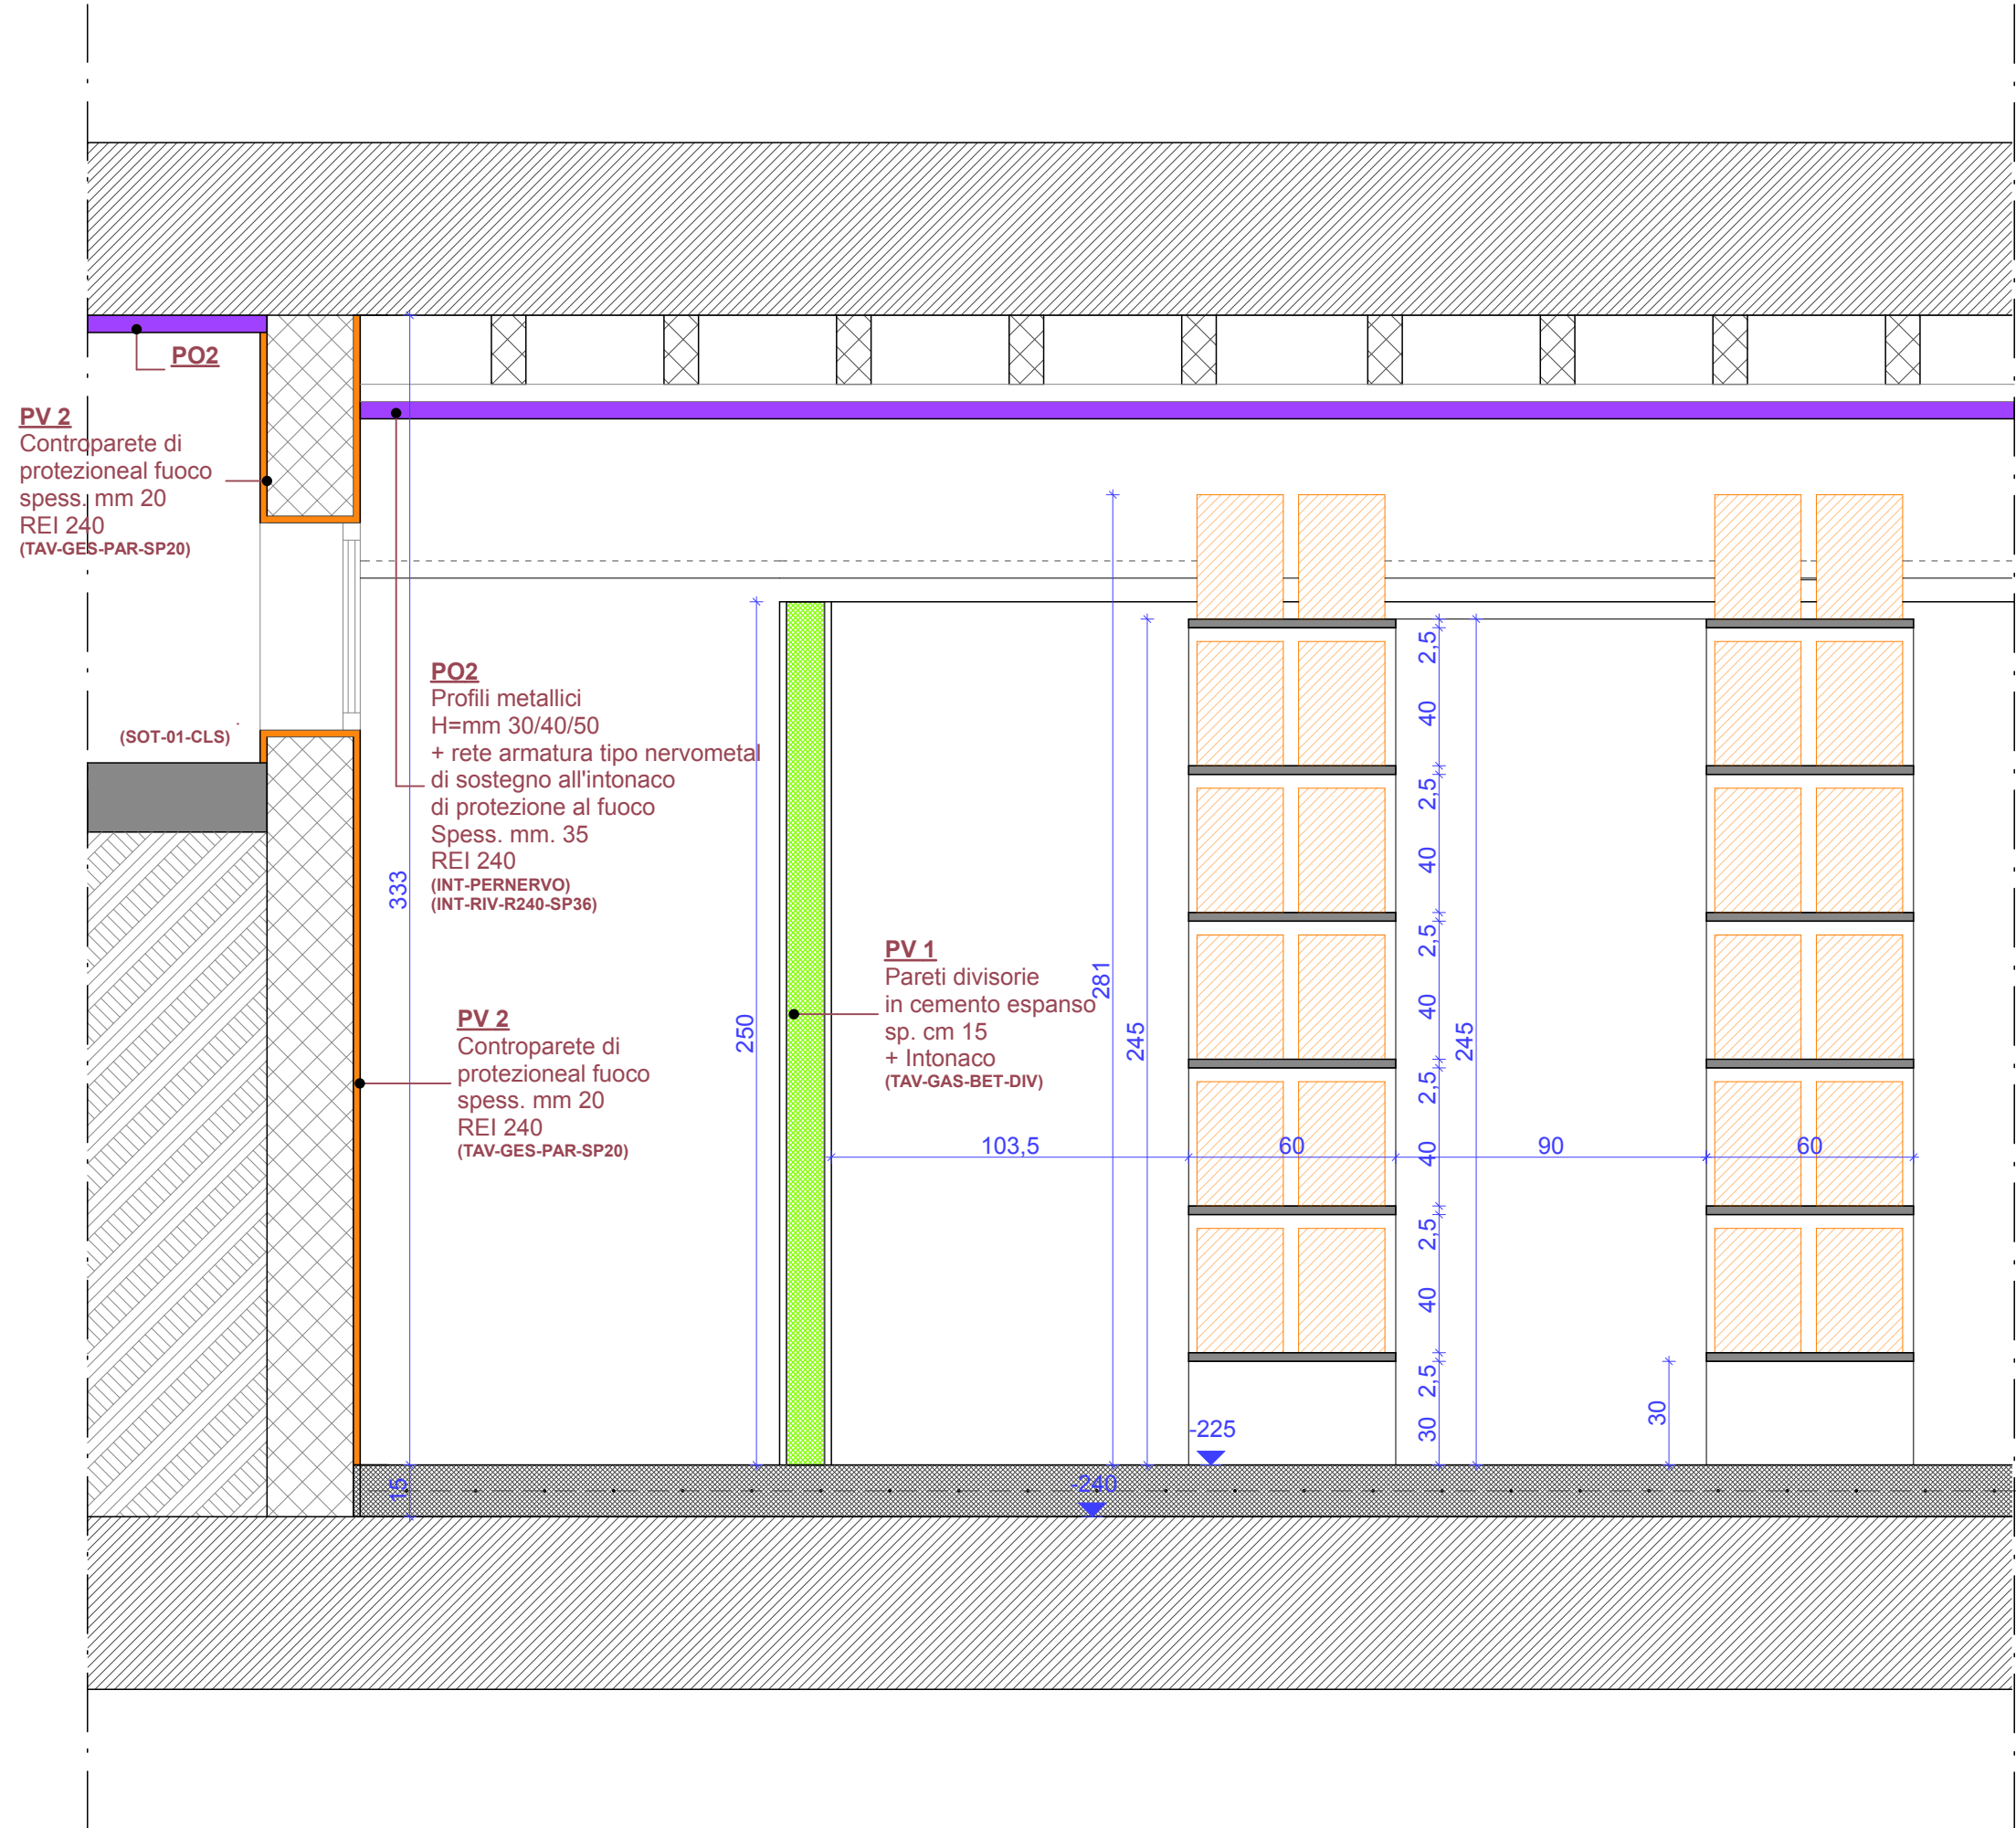 PO2
PV 2
Controparete di
protezioneal fuoco
spess. mm 20
REI 240
(TAV-GES-PAR-SP20)
(SOT-01-CLS)
PO2
Profili metallici
H=mm 30/40/50
+ rete armatura tipo nervometal
di sostegno all'intonaco
di protezione al fuoco
Spess. mm. 35
REI 240
(INT-PERNERVO)
(INT-RIV-R240-SP36)
PV 2
Controparete di
protezioneal fuoco
spess. mm 20
REI 240
(TAV-GES-PAR-SP20)
PV 1
Pareti divisorie
in cemento espanso
sp. cm 15
+ Intonaco
(TAV-GAS-BET-DIV)
333
15
250
281
245
2,5
40
2,5
40
2,5
40
2,5
40
2,5
40
2,5
30
245
103,5
60
90
60
30
-225
-240